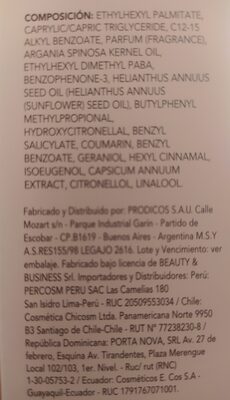 COMPOSICIÓN: ETHYLHEXYL PALMITATE,
CAPRYLIC/CAPRIC TRIGLYCERIDE, C12-15
ALKYL BENZOATE, PARFUM (FRAGANCE),
ARGANIA SPINOSA KERNEL OIL,
ETHYLHEXYL DIMETHYL PABA,
BENZOPHENONE-3, HELIANTHUS ANNUUS
SEED OIL (HELIANTHUS ANNUUS
(SUNFLOWER) SEED OIL), BUTYLPHENYL
METHYLPROPIONAL,
HYDROXYCITRONELLAL, BENZYL
SALICYLATE, COUMARIN, BENZYL
BENZOATE, GERANIOL, HEXYL CINNAMAL,
ISOEUGENOL, CAPSICUM ANNUUM
EXTRACT, CITRONELLOL, LINALOOL.
Fabricado y Distribuido por: PRODICOS S.A.U. Calle
Mozart s/n - Parque Industrial Garin - Partido de
Escobar - CP.B1619 - Buenos Aires - Argentina M.S.Y
A.S.RES155/98 LEGAJO 2616. Lote y Vencimiento: ver
embalaje. Fabricado bajo licencia de BEAUTY &
BUSINESS Srl. Importadores y Distribuidores: Perú:
PERCOSM PERU SAC Las Camelias 180
San Isidro Lima-Perú - RUC 20509553034 / Chile:
Cosmética Chicosm Ltda. Panamericana Norte 9950
B3 Santiago de Chile-Chile - RUT N° 77238230-8 /
República Dominicana: PORTA NOVA, SRL Av. 27 de
febrero, Esquina Av. Tirandentes, Plaza Merengue
Local 102/103, 1er. Nivel - Ruc/ rut (RNC)
1-30-05753-2 / Ecuador: Cosméticos E. Cos S.A -
Guayaquil-Ecuador - RUC 1791767071001.